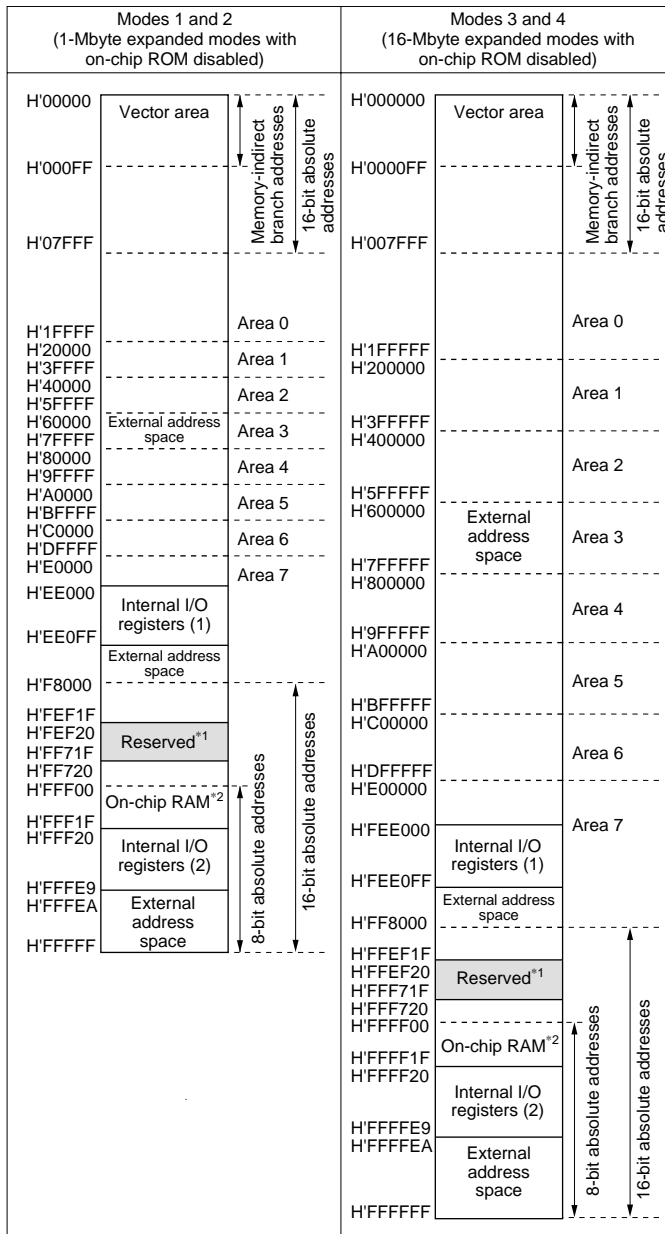 Modes 1 and 2
(1-Mbyte expanded modes with
on-chip ROM disabled)
H'00000
Vector area
H'000FF
H'07FFF
Memory-indirect
branch addresses
16-bit absolute
addresses
H'1FFFF
Area 0
H'20000
Area 1
H'3FFFF
H'40000
Area 2
H'5FFFF
H'60000
External address
space
Area 3
H'7FFFF
H'80000
Area 4
H'9FFFF
H'A0000
Area 5
H'BFFFF
H'C0000
Area 6
H'DFFFF
H'E0000
Area 7
H'EE000
Internal I/O
registers (1)
H'EE0FF
External address
space
H'F8000
H'FEF1F
H'FEF20
Reserved*1
H'FF71F
H'FF720
H'FFF00
On-chip RAM*2
H'FFF1F
H'FFF20
Internal I/O
registers (2)
H'FFFE9
H'FFFEA
External
address
space
H'FFFFF
8-bit absolute addresses
16-bit absolute addresses
Modes 3 and 4
(16-Mbyte expanded modes with
on-chip ROM disabled)
H'000000
Vector area
H'0000FF
H'007FFF
Memory-indirect
branch addresses
16-bit absolute
addresses
Area 0
H'1FFFFF
H'200000
Area 1
H'3FFFFF
H'400000
Area 2
H'5FFFFF
H'600000
External
address
space
Area 3
H'7FFFFF
H'800000
Area 4
H'9FFFFF
H'A00000
Area 5
H'BFFFFF
H'C00000
Area 6
H'DFFFFF
H'E00000
Area 7
H'FEE000
Internal I/O
registers (1)
H'FEE0FF
External address
space
H'FF8000
H'FFEF1F
H'FFEF20
Reserved*1
H'FFF71F
H'FFF720
H'FFFF00
On-chip RAM*2
H'FFFF1F
H'FFFF20
Internal I/O
registers (2)
H'FFFFE9
H'FFFFEA
External
address
space
H'FFFFFF
8-bit absolute addresses
16-bit absolute addresses